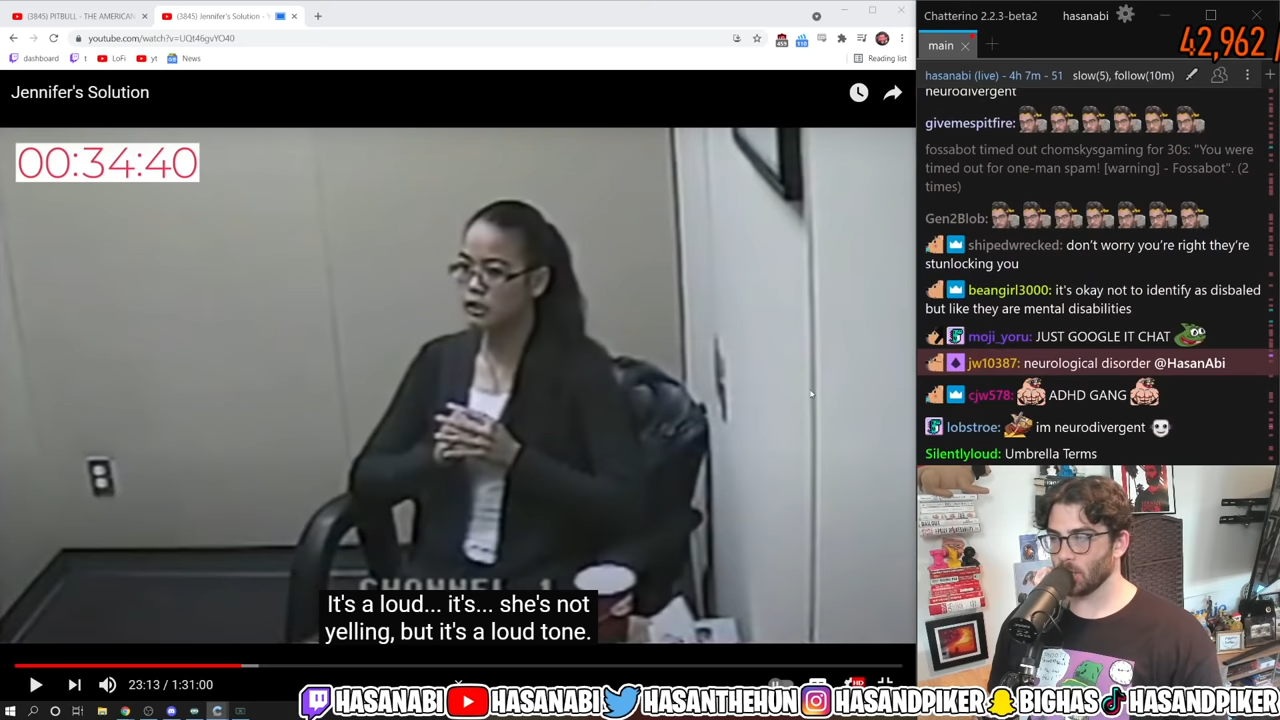 (3845) PITBULL - THE AMERICAN
(3845) Jennifer's Solution -
youtube.com/watch?v=UQt46gvYO40
dashboard
t
LoFi
yt
News
Reading list
Jennifer's Solution
00:34:40
CHANNEL 1
It's a loud... it's... she's not
yelling, but it's a loud tone.
23:13 / 1:31:00
Chatterino 2.2.3-beta2
hasanabi
42,962 /
main
hasanabi (live) - 4h 7m - 51
slow(5), follow(10m)
neurodivergent
givemespitfire:
fossabot timed out chomskysgaming for 30s: "You were
timed out for one-man spam! [warning] - Fossabot". (2
times)
Gen2Blob:
shipedwrecked: don't worry you're right they're
stunlocking you
beangirl3000: it's okay not to identify as disbaled
but like they are mental disabilities
moji_yoru: JUST GOOGLE IT CHAT
jw10387: neurological disorder @HasanAbi
cjw578: ADHD GANG
lobstroe: im neurodivergent
Silentlyloud: Umbrella Terms
HASANABI HASANABI HASANTHEHUN HASANDPIKER BIGHAS HASANDPIKER